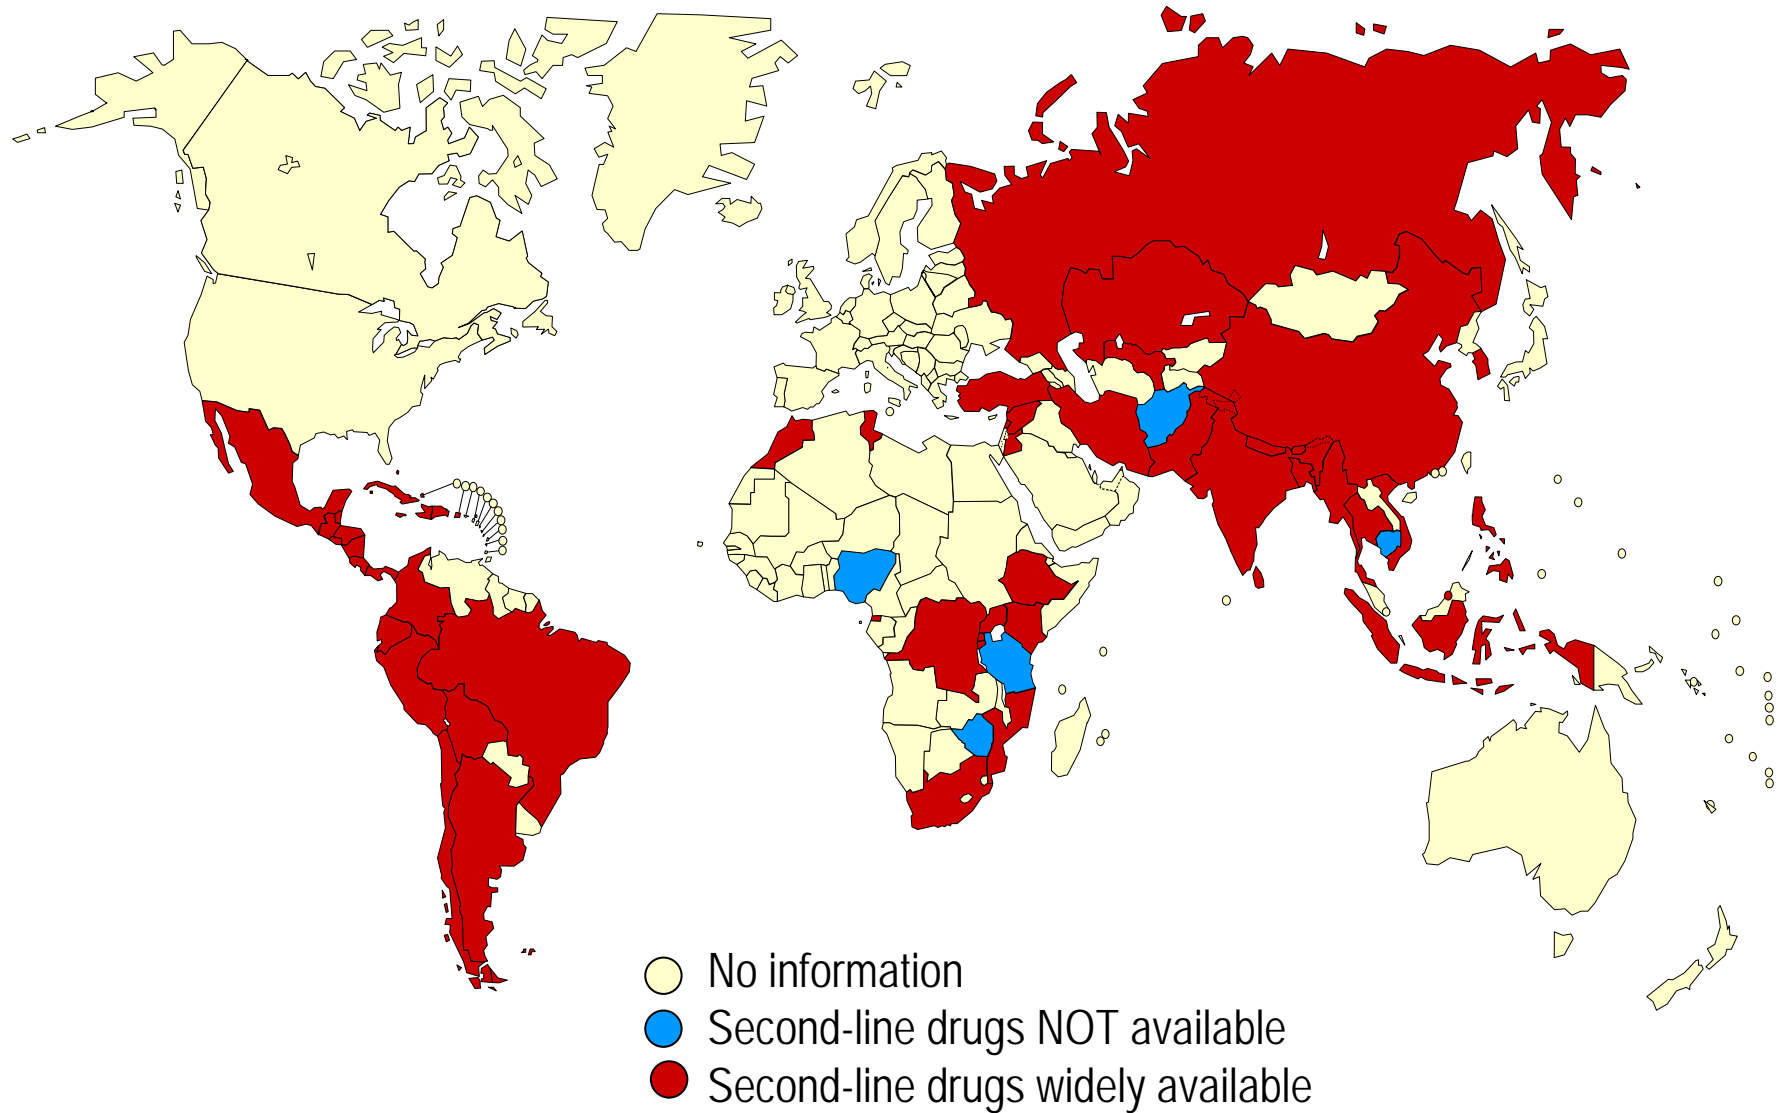 No information
Second-line drugs NOT available
Second-line drugs widely available